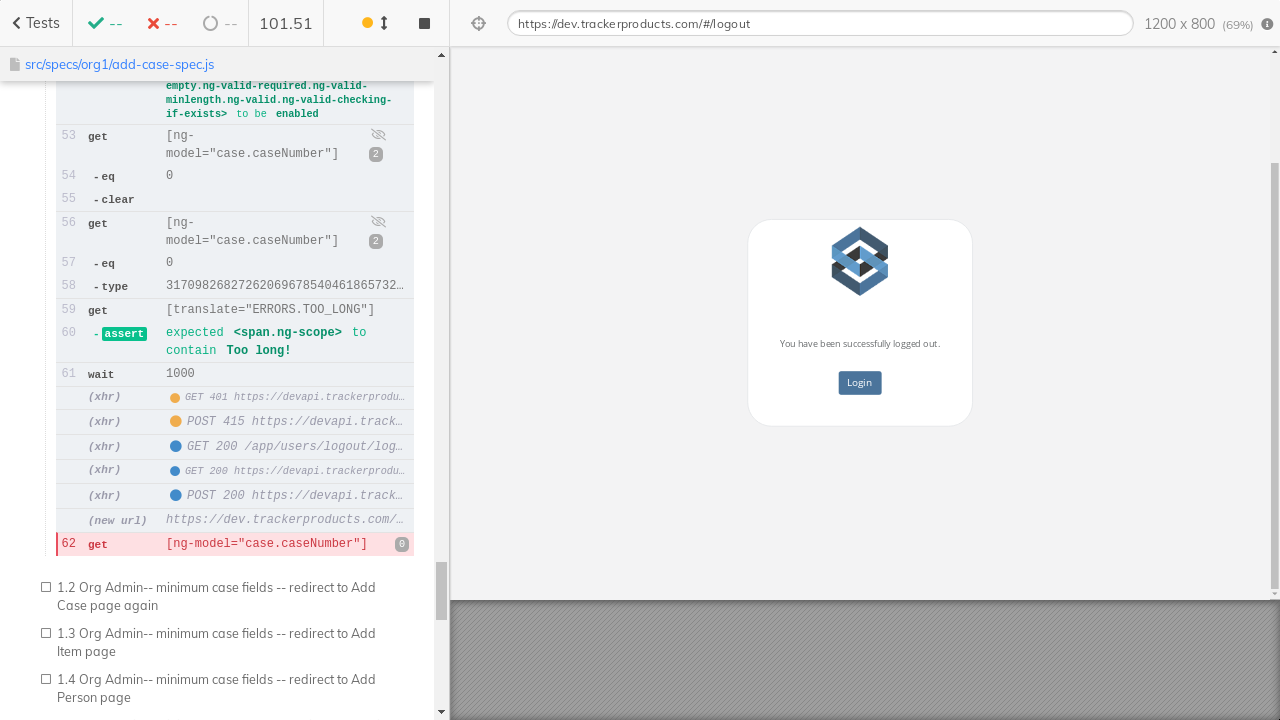 Tests
--
--
--
101.51
https://dev.trackerproducts.com/#/logout
1200 x 800 (69%)
src/specs/org1/add-case-spec.js
empty.ng-valid-required.ng-valid-
minlength.ng-valid.ng-valid-checking-
if-exists> to be enabled
53 get [ng-
model="case.caseNumber"] 2
54 - eq 0
55 - clear
56 get [ng-
model="case.caseNumber"] 2
57 - eq 0
58 - type 31709826827262069678540461865732…
59 get [translate="ERRORS.TOO_LONG"]
60 - assert expected <span.ng-scope> to
contain Too long!
61 wait 1000
(xhr) GET 401 https://devapi.trackerprodu…
(xhr) POST 415 https://devapi.track…
(xhr) GET 200 /app/users/logout/log…
(xhr) GET 200 https://devapi.trackerprodu…
(xhr) POST 200 https://devapi.track…
(new url) https://dev.trackerproducts.com/…
62 get [ng-model="case.caseNumber"] 0
1.2 Org Admin-- minimum case fields -- redirect to Add
Case page again
1.3 Org Admin-- minimum case fields -- redirect to Add
Item page
1.4 Org Admin-- minimum case fields -- redirect to Add
Person page
You have been successfully logged out.
Login